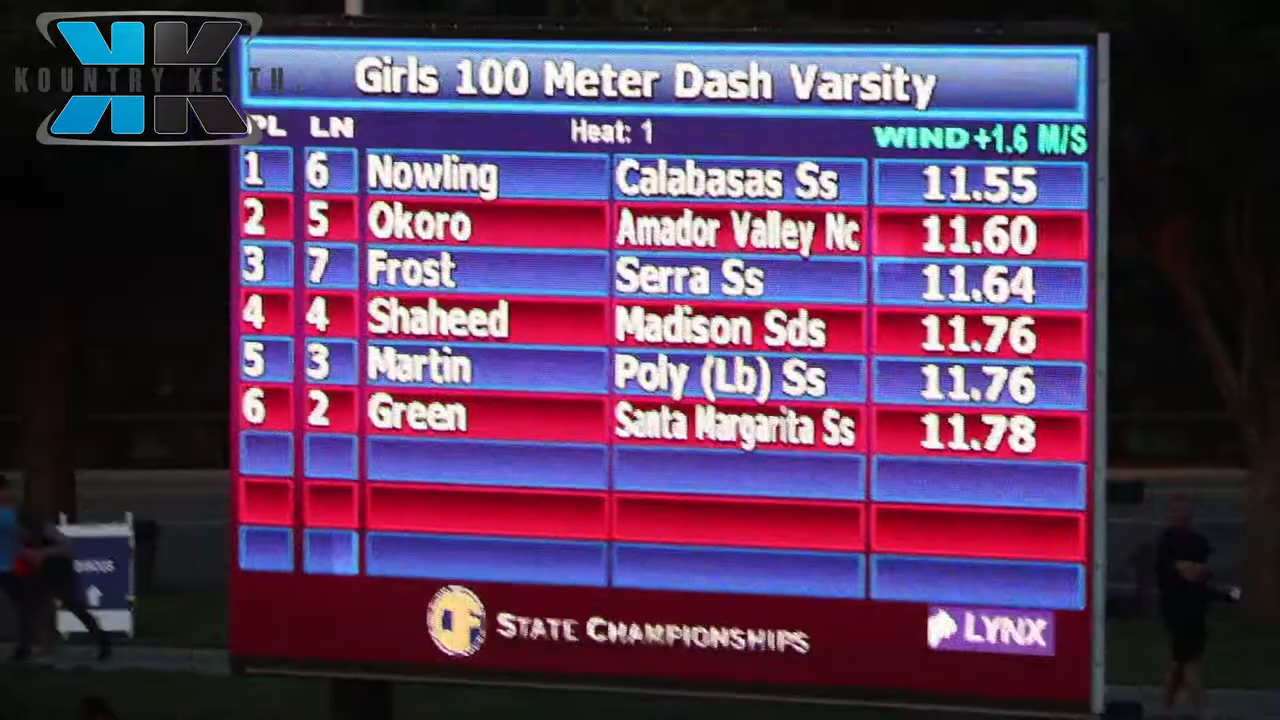 KOUNTRY KEITH
Girls 100 Meter Dash Varsity
PL LN Heat: 1 WIND +1.6 M/S
1 6 Nowling Calabasas Ss 11.55
2 5 Okoro Amador Valley Nc 11.60
3 7 Frost Serra Ss 11.64
4 4 Shaheed Madison Sds 11.76
5 3 Martin Poly (Lb) Ss 11.76
6 2 Green Santa Margarita Ss 11.78
STATE CHAMPIONSHIPS
LYNX